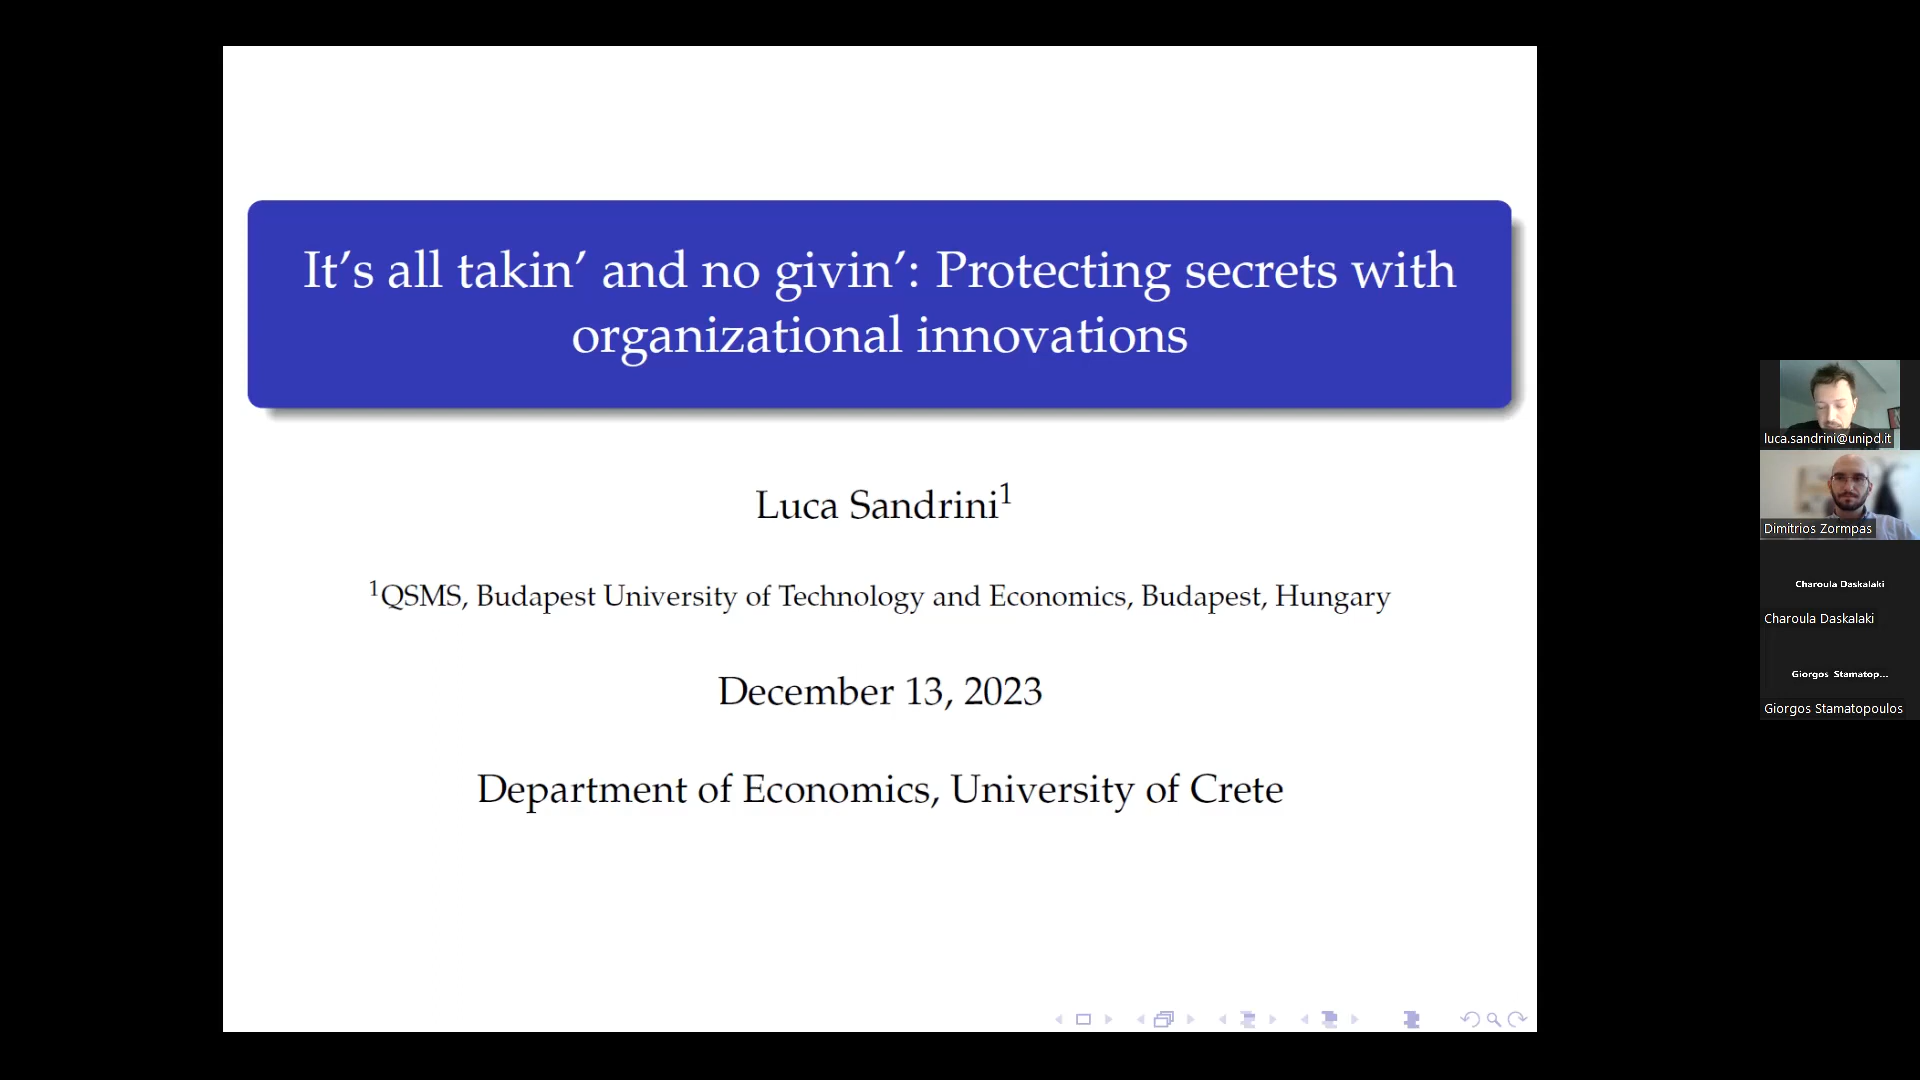 It’s all takin’ and no givin’: Protecting secrets with
organizational innovations
Luca Sandrini¹
¹QSMS, Budapest University of Technology and Economics, Budapest, Hungary
December 13, 2023
Department of Economics, University of Crete
luca.sandrini@unipd.it
Dimitrios Zormpas
Charoula Daskalaki
Charoula Daskalaki
Giorgos Stamatop...
Giorgos Stamatopoulos